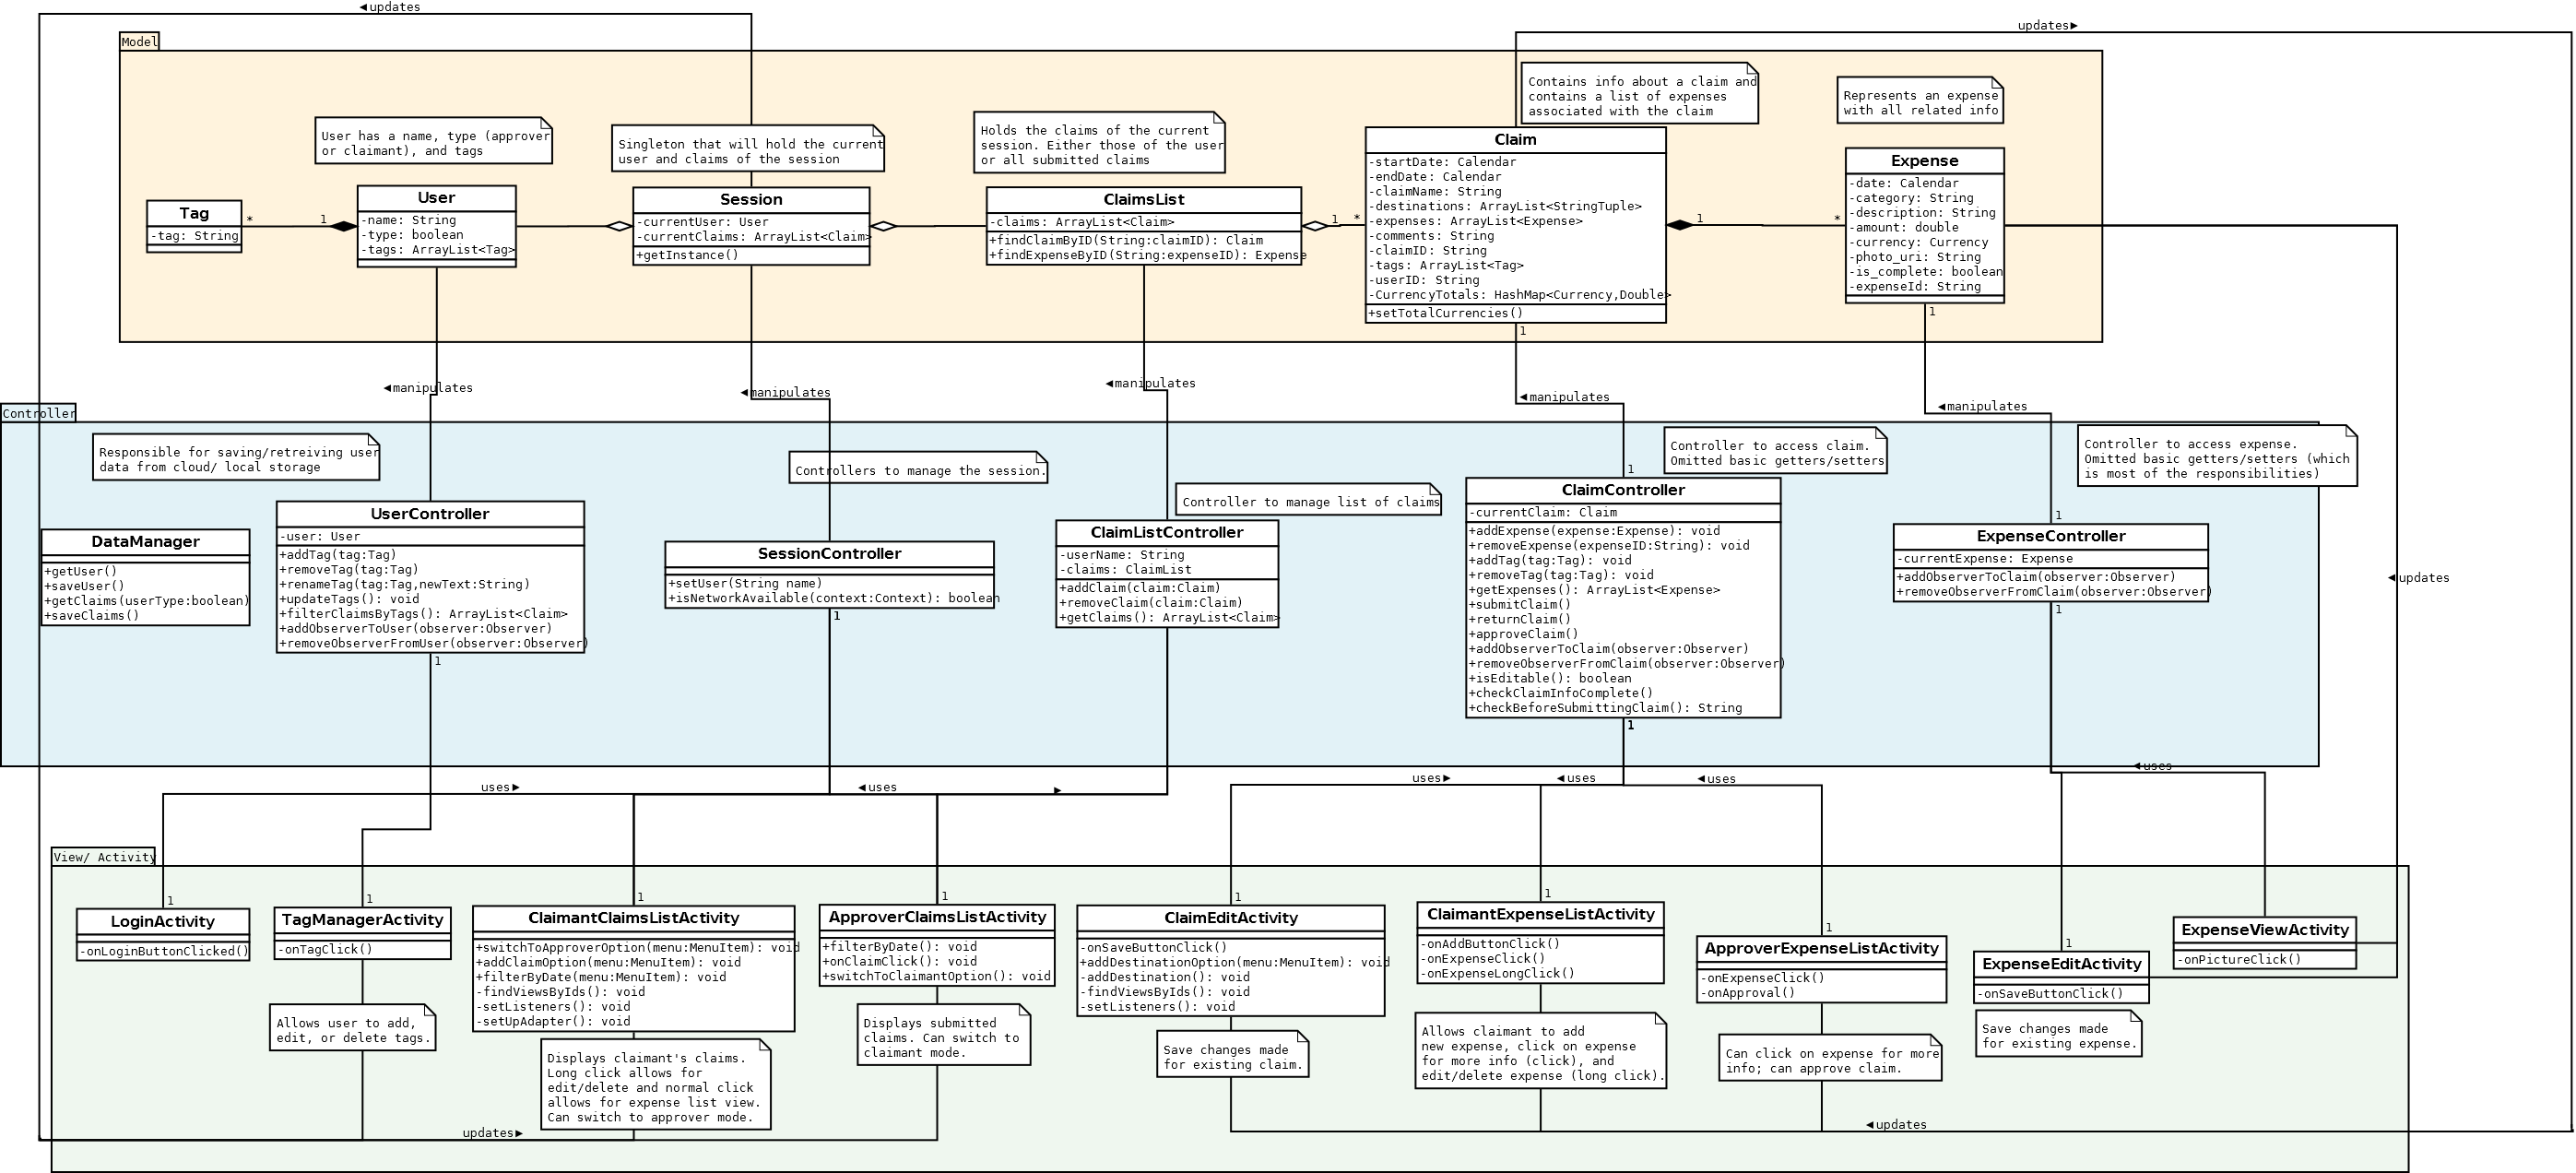 ◄updates
updates►
Model
User has a name, type (approver
or claimant), and tags
Singleton that will hold the current
user and claims of the session
Holds the claims of the current
session. Either those of the user
or all submitted claims
Contains info about a claim and
contains a list of expenses
associated with the claim
Represents an expense
with all related info
Tag
-tag: String
*
1
User
-name: String
-type: boolean
-tags: ArrayList<Tag>
Session
-currentUser: User
-currentClaims: ArrayList<Claim>
+getInstance()
ClaimsList
-claims: ArrayList<Claim>
+findClaimByID(String:claimID): Claim
+findExpenseByID(String:expenseID): Expense
1
*
Claim
-startDate: Calendar
-endDate: Calendar
-claimName: String
-destinations: ArrayList<StringTuple>
-expenses: ArrayList<Expense>
-comments: String
-claimID: String
-tags: ArrayList<Tag>
-userID: String
-CurrencyTotals: HashMap<Currency,Double>
+setTotalCurrencies()
1
1
*
Expense
-date: Calendar
-category: String
-description: String
-amount: double
-currency: Currency
-photo_uri: String
-is_complete: boolean
-expenseId: String
1
◄manipulates
◄manipulates
◄manipulates
◄manipulates
◄manipulates
Controller
Responsible for saving/retreiving user
data from cloud/ local storage
Controllers to manage the session.
Controller to manage list of claims
Controller to access claim.
Omitted basic getters/setters
Controller to access expense.
Omitted basic getters/setters (which
is most of the responsibilities)
DataManager
+getUser()
+saveUser()
+getClaims(userType:boolean)
+saveClaims()
UserController
-user: User
+addTag(tag:Tag)
+removeTag(tag:Tag)
+renameTag(tag:Tag,newText:String)
+updateTags(): void
+filterClaimsByTags(): ArrayList<Claim>
+addObserverToUser(observer:Observer)
+removeObserverFromUser(observer:Observer)
1
SessionController
+setUser(String name)
+isNetworkAvailable(context:Context): boolean
1
ClaimListController
-userName: String
-claims: ClaimList
+addClaim(claim:Claim)
+removeClaim(claim:Claim)
+getClaims(): ArrayList<Claim>
1
ClaimController
-currentClaim: Claim
+addExpense(expense:Expense): void
+removeExpense(expenseID:String): void
+addTag(tag:Tag): void
+removeTag(tag:Tag): void
+getExpenses(): ArrayList<Expense>
+submitClaim()
+returnClaim()
+approveClaim()
+addObserverToClaim(observer:Observer)
+removeObserverFromClaim(observer:Observer)
+isEditable(): boolean
+checkClaimInfoComplete()
+checkBeforeSubmittingClaim(): String
1
1
ExpenseController
-currentExpense: Expense
+addObserverToClaim(observer:Observer)
+removeObserverFromClaim(observer:Observer)
1
◄updates
uses►
◄uses
►
uses►
◄uses
◄uses
◄uses
View/ Activity
1
LoginActivity
-onLoginButtonClicked()
1
TagManagerActivity
-onTagClick()
Allows user to add,
edit, or delete tags.
1
ClaimantClaimsListActivity
+switchToApproverOption(menu:MenuItem): void
+addClaimOption(menu:MenuItem): void
+filterByDate(menu:MenuItem): void
-findViewsByIds(): void
-setListeners(): void
-setUpAdapter(): void
Displays claimant's claims.
Long click allows for
edit/delete and normal click
allows for expense list view.
Can switch to approver mode.
1
ApproverClaimsListActivity
+filterByDate(): void
+onClaimClick(): void
+switchToClaimantOption(): void
Displays submitted
claims. Can switch to
claimant mode.
1
ClaimEditActivity
-onSaveButtonClick()
+addDestinationOption(menu:MenuItem): void
-addDestination(): void
-findViewsByIds(): void
-setListeners(): void
Save changes made
for existing claim.
1
ClaimantExpenseListActivity
-onAddButtonClick()
-onExpenseClick()
-onExpenseLongClick()
Allows claimant to add
new expense, click on expense
for more info (click), and
edit/delete expense (long click).
1
ApproverExpenseListActivity
-onExpenseClick()
-onApproval()
Can click on expense for more
info; can approve claim.
1
ExpenseEditActivity
-onSaveButtonClick()
Save changes made
for existing expense.
ExpenseViewActivity
-onPictureClick()
updates►
◄updates